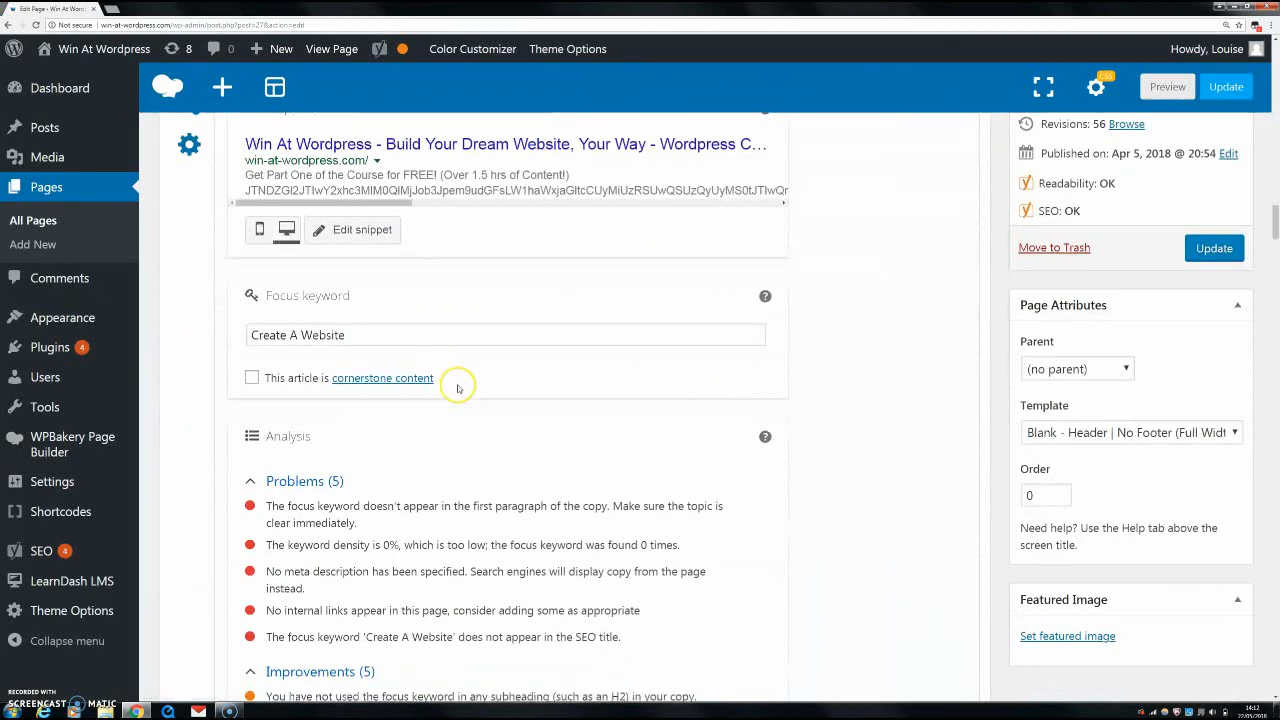 Edit Page ‹ Win At Word
Not secure win-at-wordpress.com/wp-admin/post.php?post=27&action=edit
Win At Wordpress 8 0 New View Page Color Customizer Theme Options Howdy, Louise
CSS
Preview Update
Dashboard
Posts
Media
Pages
All Pages
Add New
Comments
Appearance
Plugins 4
Users
Tools
WPBakery Page
Builder
Settings
Shortcodes
SEO 4
LearnDash LMS
Theme Options
Collapse menu
Win At Wordpress - Build Your Dream Website, Your Way - Wordpress C...
win-at-wordpress.com/
Get Part One of the Course for FREE! (Over 1.5 hrs of Content!)
Edit snippet
Focus keyword
Create A Website
This article is cornerstone content
Analysis
Problems (5)
The focus keyword doesn't appear in the first paragraph of the copy. Make sure the topic is
clear immediately.
The keyword density is 0%, which is too low; the focus keyword was found 0 times.
No meta description has been specified. Search engines will display copy from the page
instead.
No internal links appear in this page, consider adding some as appropriate
The focus keyword 'Create A Website' does not appear in the SEO title.
Improvements (5)
You have not used the focus keyword in any subheading (such as an H2) in your copy.
Revisions: 56 Browse
Published on: Apr 5, 2018 @ 20:54 Edit
Readability: OK
SEO: OK
Move to Trash Update
Page Attributes
Parent
(no parent)
Template
Blank - Header | No Footer (Full Widt
Order
0
Need help? Use the Help tab above the
screen title.
Featured Image
Set featured image
RECORDED WITH
SCREENCAST MATIC
14:12
22/05/2018